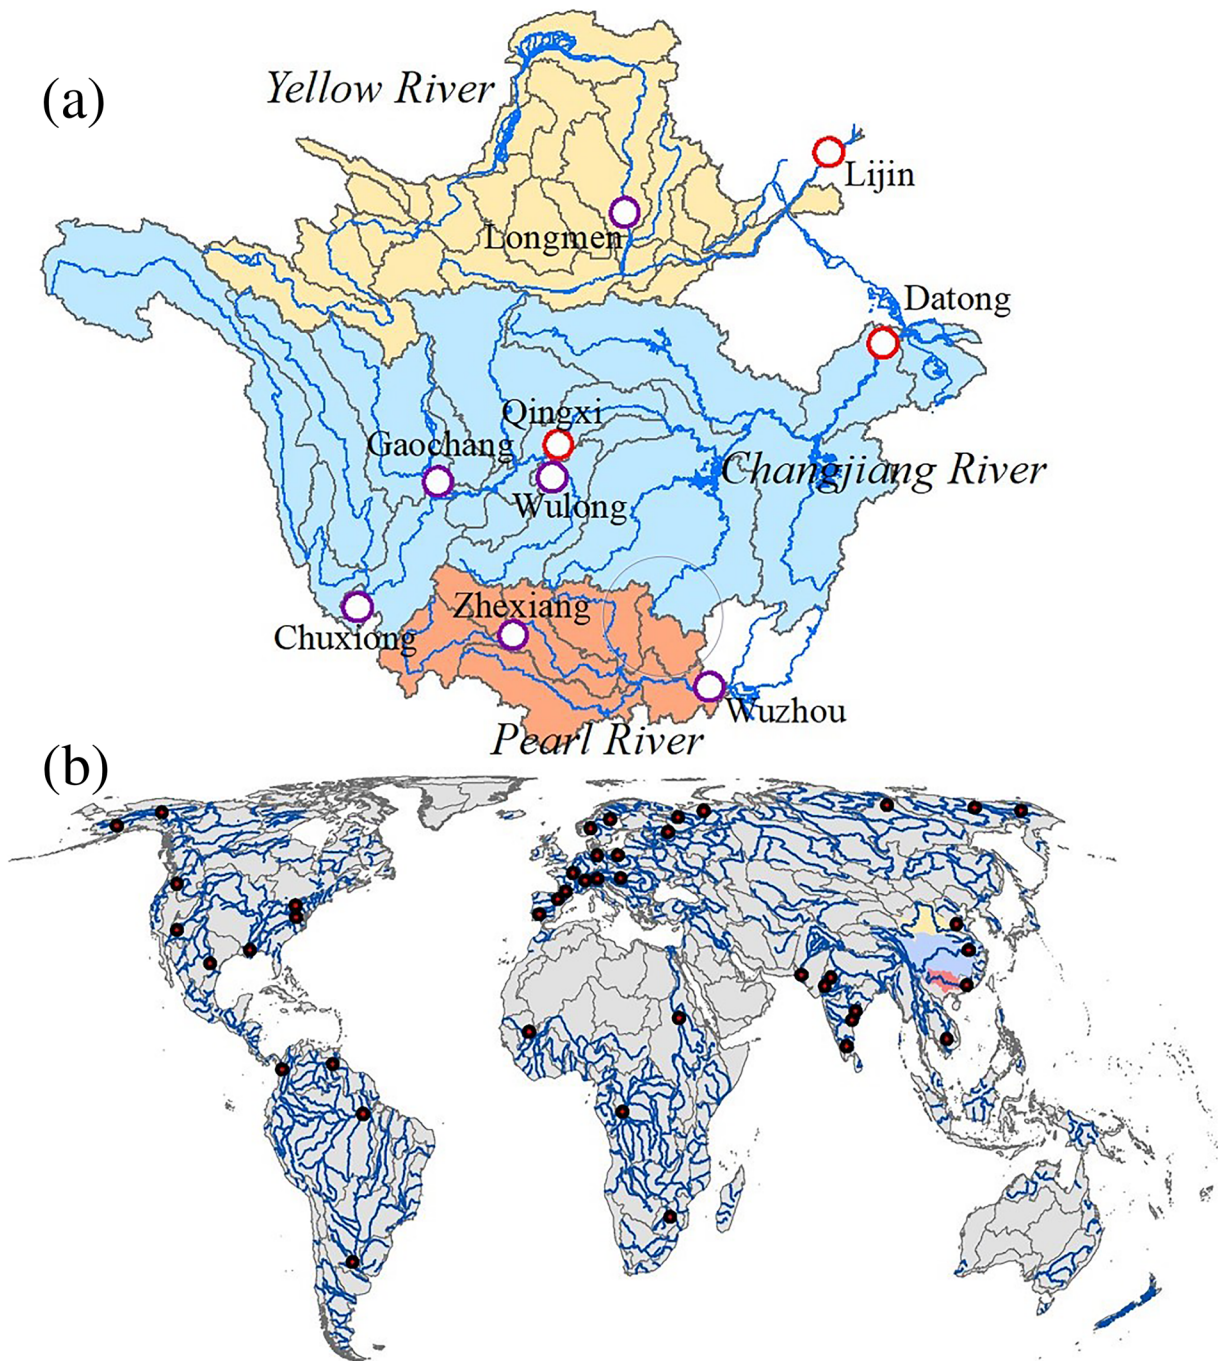 (a)
Yellow River
Lijin
Longmen
Datong
Qingxi
Gaochang
Changjiang River
Wulong
Zhexiang
Chuxiong
Wuzhou
Pearl River
(b)